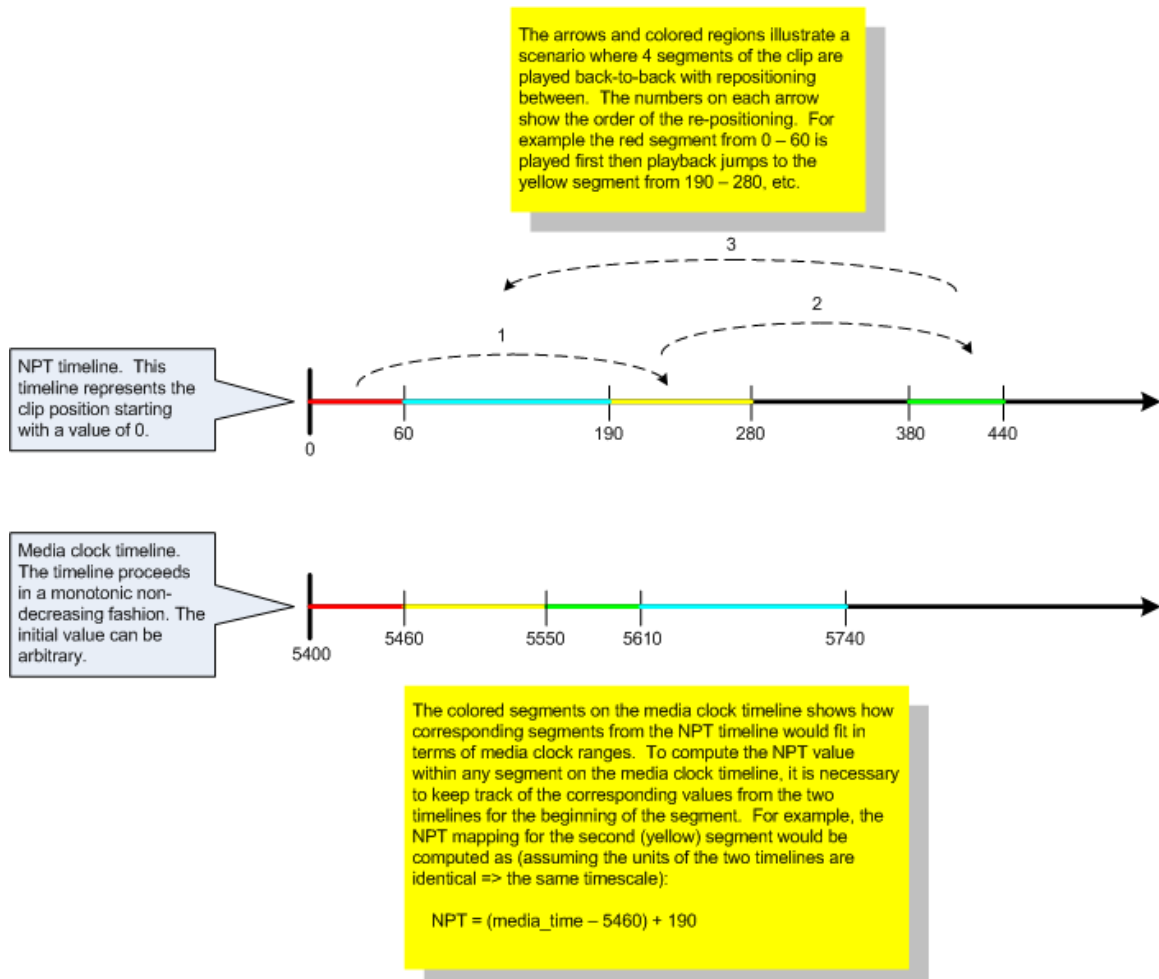 The arrows and colored regions illustrate a
scenario where 4 segments of the clip are
played back-to-back with repositioning
between.  The numbers on each arrow
show the order of the re-positioning.  For
example the red segment from 0 – 60 is
played first then playback jumps to the
yellow segment from 190 – 280, etc.
3
1
2
NPT timeline.  This
timeline represents the
clip position starting
with a value of 0.
0
60
190
280
380
440
Media clock timeline.
The timeline proceeds
in a monotonic non-
decreasing fashion. The
initial value can be
arbitrary.
5400
5460
5550
5610
5740
The colored segments on the media clock timeline shows how
corresponding segments from the NPT timeline would fit in
terms of media clock ranges.  To compute the NPT value
within any segment on the media clock timeline, it is necessary
to keep track of the corresponding values from the two
timelines for the beginning of the segment.  For example, the
NPT mapping for the second (yellow) segment would be
computed as (assuming the units of the two timelines are
identical => the same timescale):
NPT = (media_time – 5460) + 190